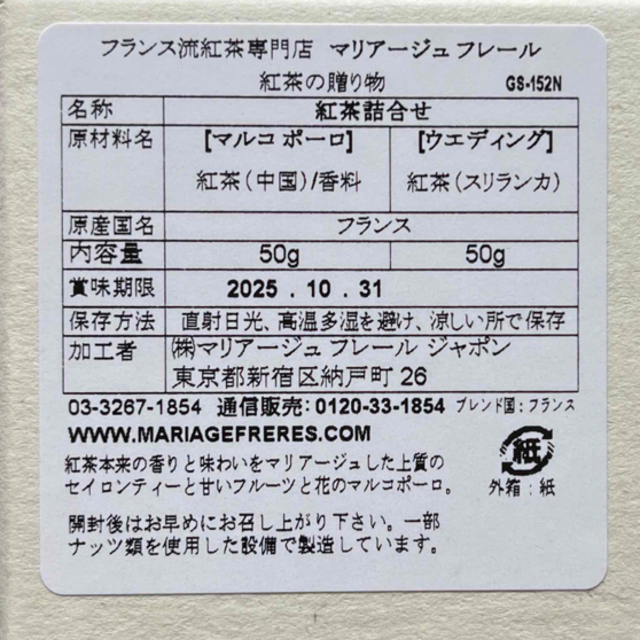 フランス流紅茶専門店 マリアージュ フレール
紅茶の贈り物 GS-152N
名称 紅茶詰合せ
原材料名 [マルコ ポーロ] [ウエディング]
紅茶(中国)/香料 紅茶(スリランカ)
原産国名 フランス
内容量 50g 50g
賞味期限 2025 . 10 . 31
保存方法 直射日光、高温多湿を避け、涼しい所で保存
加工者 ㈱マリアージュ フレール ジャポン
東京都新宿区納戸町 26
03-3267-1854 通信販売:0120-33-1854 ブレンド国:フランス
WWW.MARIAGEFRERES.COM
紅茶本来の香りと味わいをマリアージュした上質の
セイロンティーと甘いフルーツと花のマルコポーロ。
紙
外箱:紙
開封後はお早めにお召し上がり下さい。一部
ナッツ類を使用した設備で製造しています。